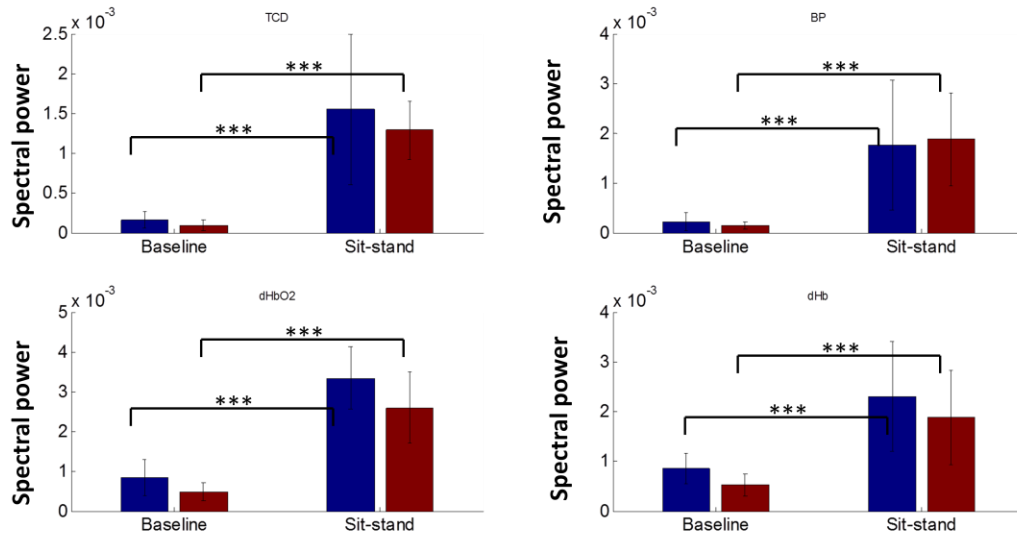 TCD
x 10⁻³
2.5
2
1.5
1
0.5
0
Spectral power
***
***
Baseline
Sit-stand
BP
x 10⁻³
4
3
2
1
0
Spectral power
***
***
Baseline
Sit-stand
dHbO2
x 10⁻³
5
4
3
2
1
0
Spectral power
***
***
Baseline
Sit-stand
dHb
x 10⁻³
4
3
2
1
0
Spectral power
***
***
Baseline
Sit-stand